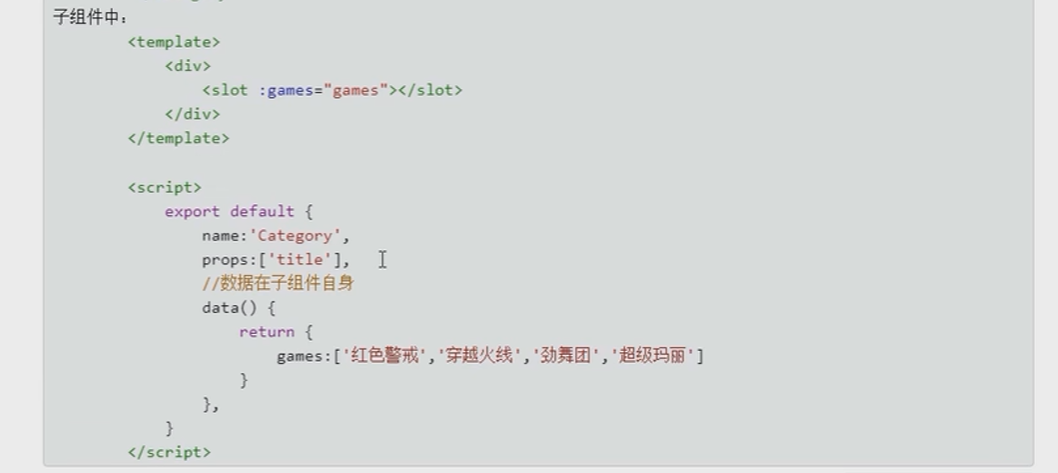 子组件中：
<template>
<div>
<slot :games="games"></slot>
</div>
</template>
<script>
export default {
name:'Category',
props:['title'],
//数据在子组件自身
data() {
return {
games:['红色警戒','穿越火线','劲舞团','超级玛丽']
}
},
}
</script>